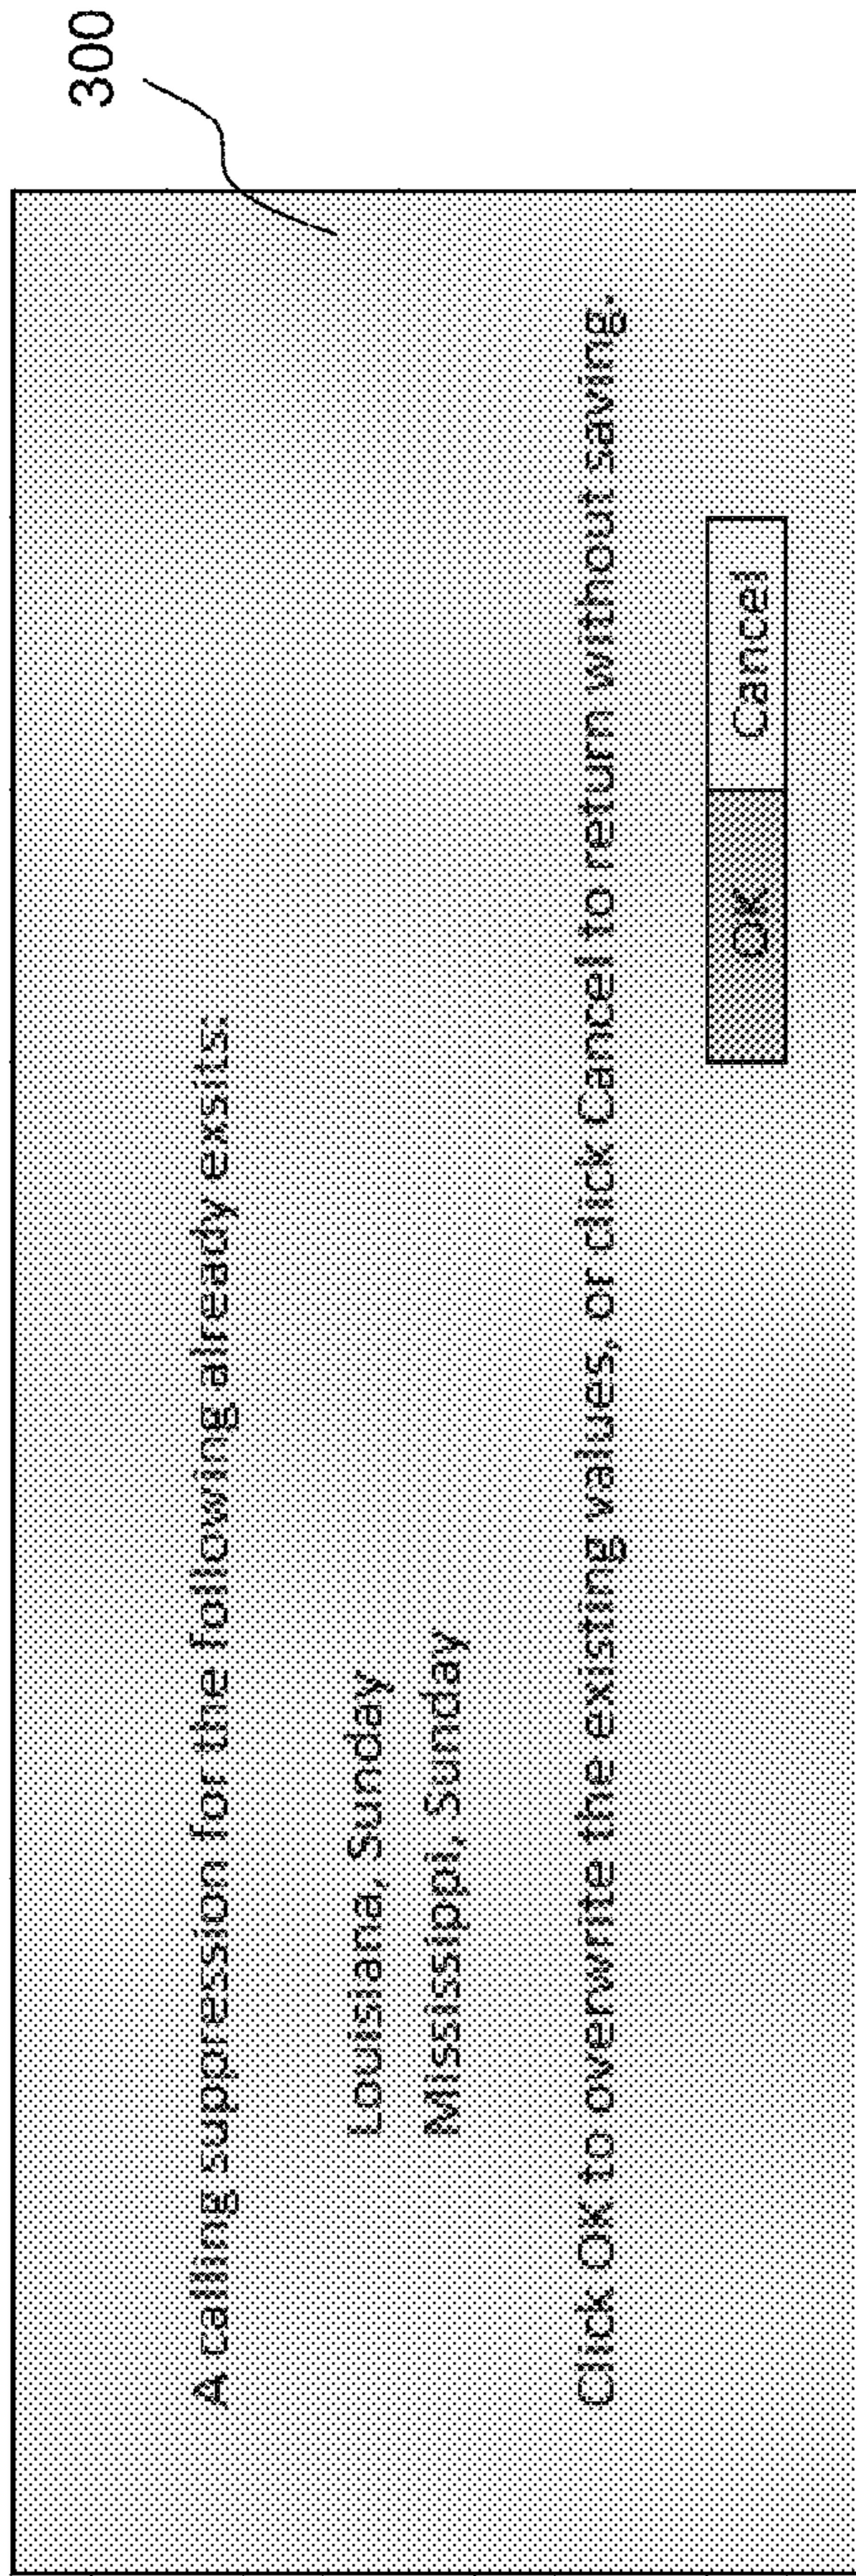 300
A calling suppression for the following already exsits:
Louisiana, Sunday
Mississippi, Sunday
Click OK to overwrite the existing values, or click Cancel to return without saving.
OK Cancel